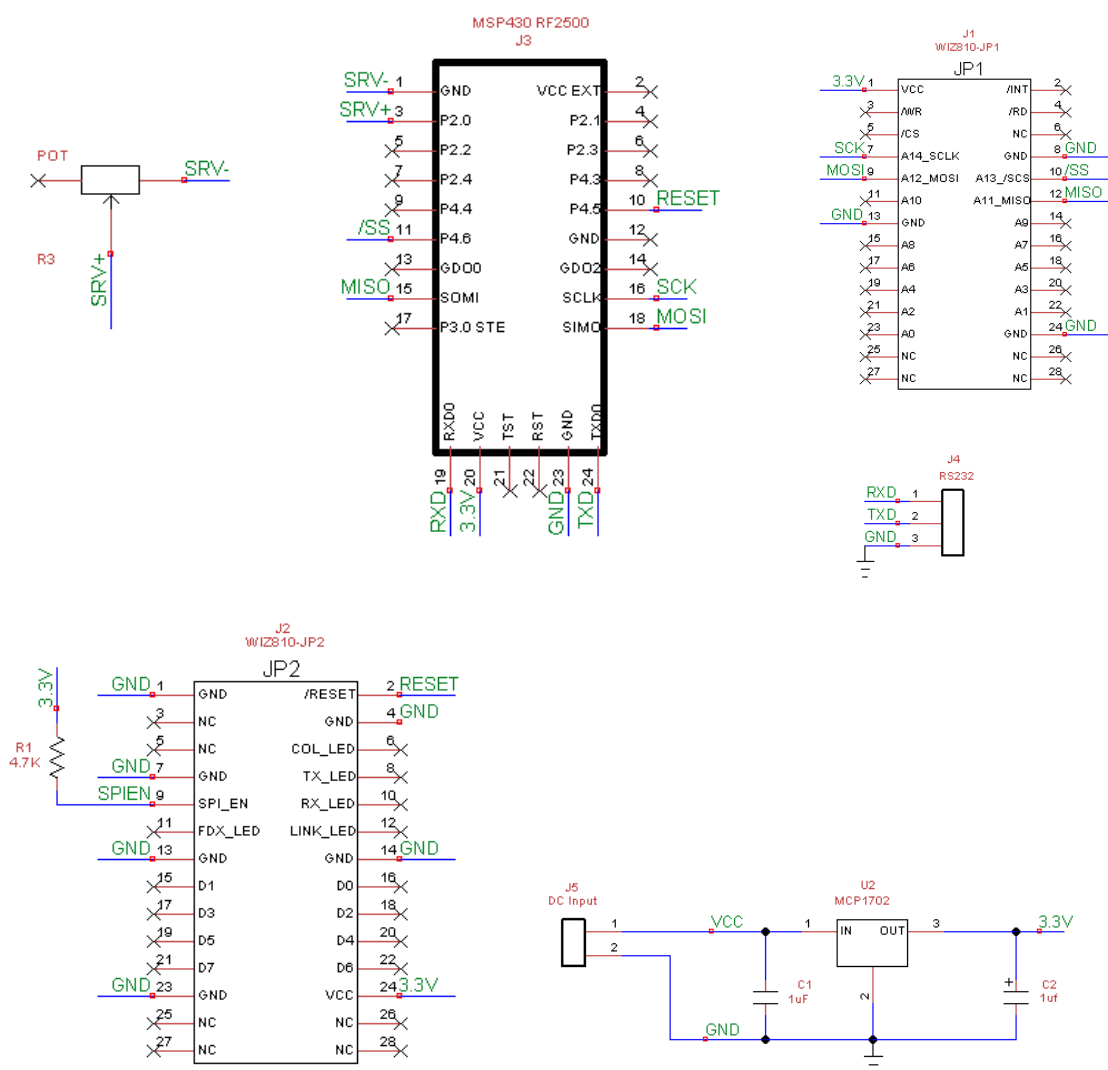 MSP430 RF2500
J3
SRV- 1 GND VCC EXT 2
SRV+ 3 P2.0 P2.1 4
5 P2.2 P2.3 6
7 P2.4 P4.3 8
9 P4.4 P4.5 10 RESET
/SS 11 P4.6 GND 12
13 GDO0 GDO2 14
MISO 15 SOMI SCLK 16 SCK
17 P3.0 STE SIMO 18 MOSI
RXD0 VCC TST RST GND TXD0
19 20 21 22 23 24
RXD 3.3V GND TXD
POT
SRV-
R3
SRV+
J1
WIZ810-JP1
JP1
3.3V 1 VCC /INT 2
3 /WR /RD 4
5 /CS NC 6
SCK 7 A14_SCLK GND 8 GND
MOSI 9 A12_MOSI A13_/SCS 10 /SS
11 A10 A11_MISO 12 MISO
GND 13 GND A9 14
15 A8 A7 16
17 A6 A5 18
19 A4 A3 20
21 A2 A1 22
23 A0 GND 24 GND
25 NC NC 26
27 NC NC 28
J4
RS232
RXD 1
TXD 2
GND 3
J2
WIZ810-JP2
JP2
GND 1 GND /RESET 2 RESET
3 NC GND 4 GND
5 NC COL_LED 6
GND 7 GND TX_LED 8
SPIEN 9 SPI_EN RX_LED 10
11 FDX_LED LINK_LED 12
GND 13 GND GND 14 GND
15 D1 D0 16
17 D3 D2 18
19 D5 D4 20
21 D7 D6 22
GND 23 GND VCC 24 3.3V
25 NC NC 26
27 NC NC 28
3.3V
R1
4.7K
J5
DC Input
1 VCC
2 GND
C1
1uF
U2
MCP1702
1 IN OUT 3 3.3V
2
+ C2
1uf